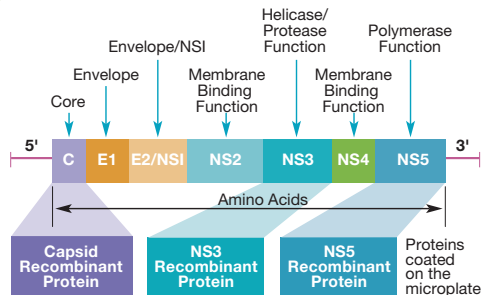 Helicase/
Protease
Function
Polymerase
Function
Envelope/NSI
Envelope
Membrane
Binding
Function
Membrane
Binding
Function
Core
5'
3'
C
E1
E2/NSI
NS2
NS3
NS4
NS5
Amino Acids
Capsid
Recombinant
Protein
NS3
Recombinant
Protein
NS5
Recombinant
Protein
Proteins
coated
on the
microplate